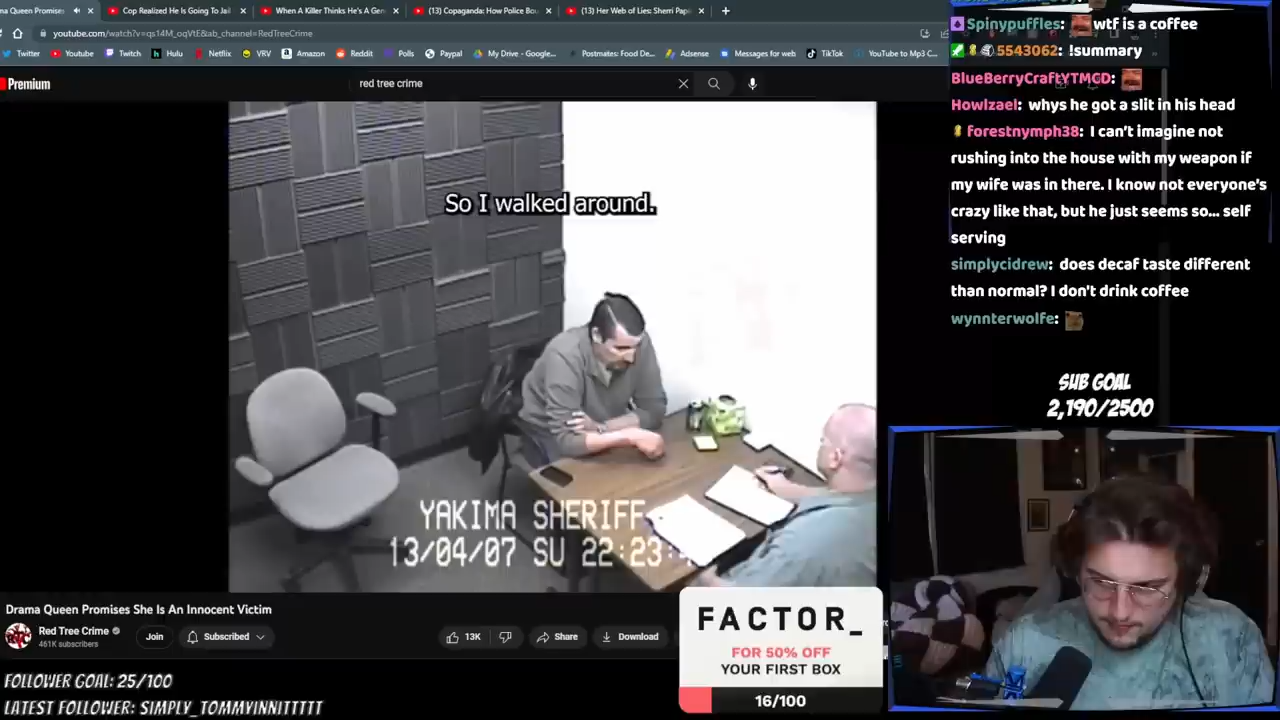 na Queen Promises
Cop Realized He Is Going To Jail
When A Killer Thinks He's A Gen
(13) Copaganda: How Police Bou
(13) Her Web of Lies: Sherri Pap
youtube.com/watch?v=qs14M_oqVtE&ab_channel=RedTreeCrime
Twitter
Youtube
Twitch
Hulu
Netflix
VRV
Amazon
Reddit
Polls
Paypal
My Drive - Google...
Postmates: Food De...
Adsense
Messages for web
TikTok
YouTube to Mp3 C...
Premium
red tree crime
So I walked around.
YAKIMA SHERIFF
13/04/07 SU 22:23:
Drama Queen Promises She Is An Innocent Victim
Red Tree Crime
461K subscribers
Join
Subscribed
13K
Share
Download
FOLLOWER GOAL: 25/100
LATEST FOLLOWER: SIMPLY_TOMMYINNITTTTT
FACTOR_
FOR 50% OFF
YOUR FIRST BOX
16/100
Spinypuffles: wtf is a coffee
5543062: !summary
BlueBerryCraftYTMCD:
Howlzael: whys he got a slit in his head
Forestnymph38: I can't imagine not
rushing into the house with my weapon if
my wife was in there. I know not everyone's
crazy like that, but he just seems so... self
serving
simplycidrew: does decaf taste different
than normal? I don't drink coffee
wynnterwolfe:
SUB GOAL
2,190/2500